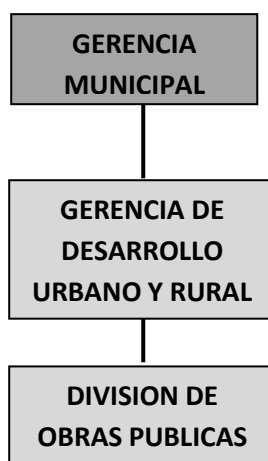 GERENCIA
MUNICIPAL
GERENCIA DE
DESARROLLO
URBANO Y RURAL
DIVISION DE
OBRAS PUBLICAS